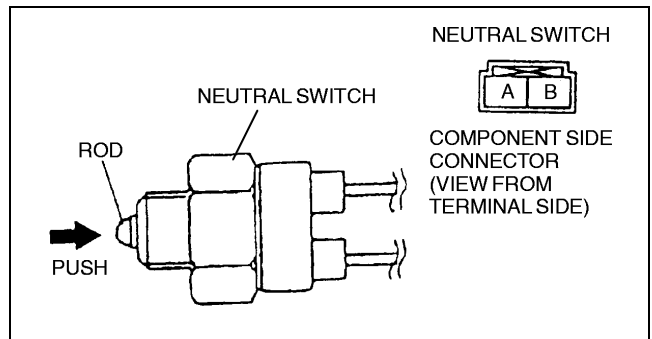 NEUTRAL SWITCH
A B
NEUTRAL SWITCH
COMPONENT SIDE
CONNECTOR
(VIEW FROM
TERMINAL SIDE)
ROD
PUSH